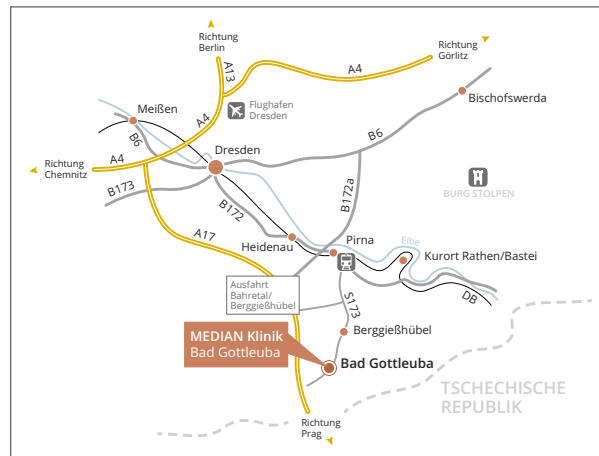 Richtung
Berlin
Richtung
Görlitz
A13
A4
Meißen
Flughafen
Dresden
Bischofswerda
A4
B6
B6
Dresden
A4
Richtung
Chemnitz
B173
B172
B172a
BURG STOLPEN
A17
Heidenau
Pirna
Elbe
Kurort Rathen/Bastei
Ausfahrt
Bahretal/
Berggießhübel
S173
DB
Berggießhübel
MEDIAN Klinik
Bad Gottleuba
Bad Gottleuba
TSCHECHISCHE
REPUBLIK
Richtung
Prag